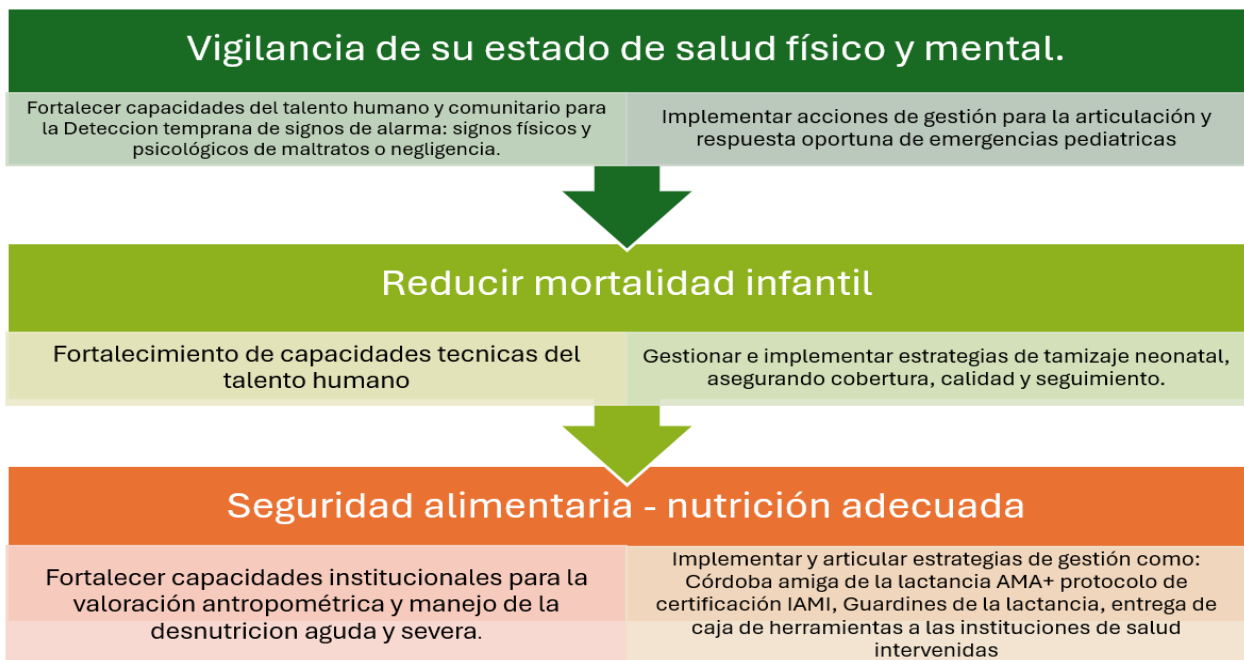 Vigilancia de su estado de salud físico y mental.
Fortalecer capacidades del talento humano y comunitario para
la Deteccion temprana de signos de alarma: signos físicos y
psicológicos de maltratos o negligencia.
Implementar acciones de gestión para la articulación y
respuesta oportuna de emergencias pediatricas
Reducir mortalidad infantil
Fortalecimiento de capacidades tecnicas del
talento humano
Gestionar e implementar estrategias de tamizaje neonatal,
asegurando cobertura, calidad y seguimiento.
Seguridad alimentaria - nutrición adecuada
Fortalecer capacidades institucionales para la
valoración antropométrica y manejo de la
desnutricion aguda y severa.
Implementar y articular estrategias de gestión como:
Córdoba amiga de la lactancia AMA+ protocolo de
certificación IAMI, Guardines de la lactancia, entrega de
caja de herramientas a las instituciones de salud
intervenidas